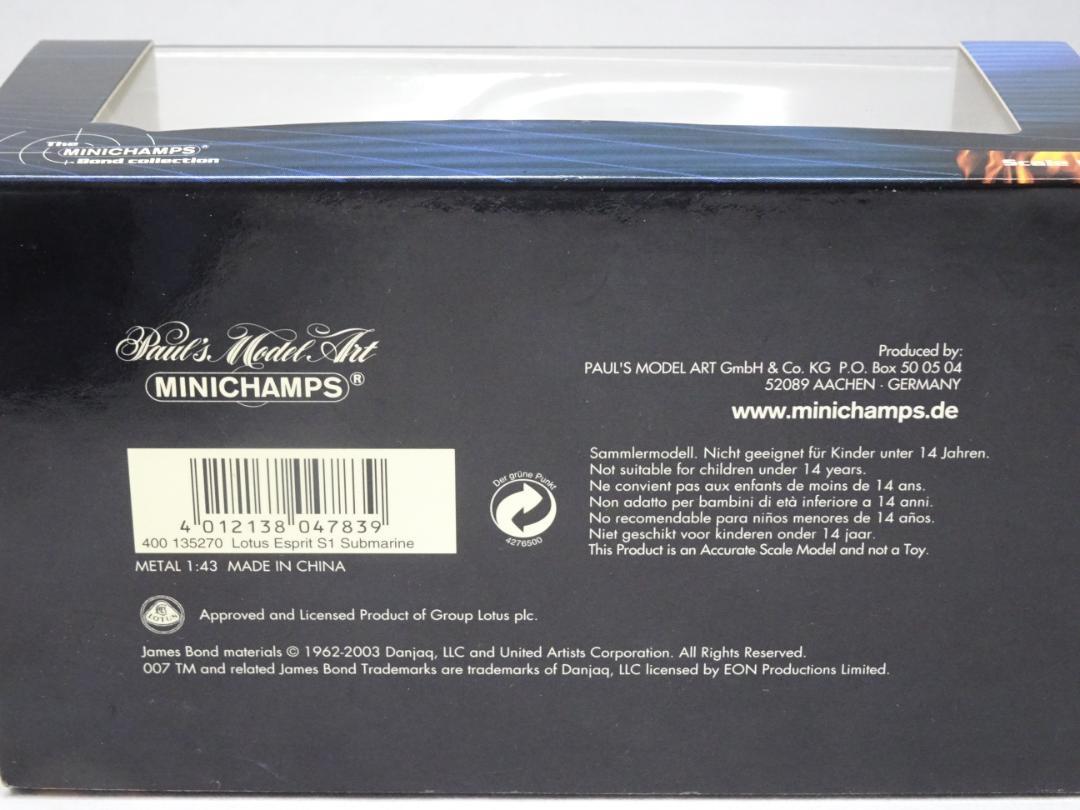 The
MINICHAMPS®
Bond collection
Scale
Paul's Model Art
MINICHAMPS®
Produced by:
PAUL'S MODEL ART GmbH & Co. KG P.O. Box 50 05 04
52089 AACHEN · GERMANY
www.minichamps.de
4 012138 047839
400 135270 Lotus Esprit S1 Submarine
METAL 1:43 MADE IN CHINA
Der grüne Punkt
4276500
Sammlermodell. Nicht geeignet für Kinder unter 14 Jahren.
Not suitable for children under 14 years.
Ne convient pas aux enfants de moins de 14 ans.
Non adatto per bambini di età inferiore a 14 anni.
No recomendable para niños menores de 14 años.
Niet geschikt voor kinderen onder 14 jaar.
This Product is an Accurate Scale Model and not a Toy.
LOTUS
Approved and Licensed Product of Group Lotus plc.
James Bond materials © 1962-2003 Danjaq, LLC and United Artists Corporation. All Rights Reserved.
007 TM and related James Bond Trademarks are trademarks of Danjaq, LLC licensed by EON Productions Limited.